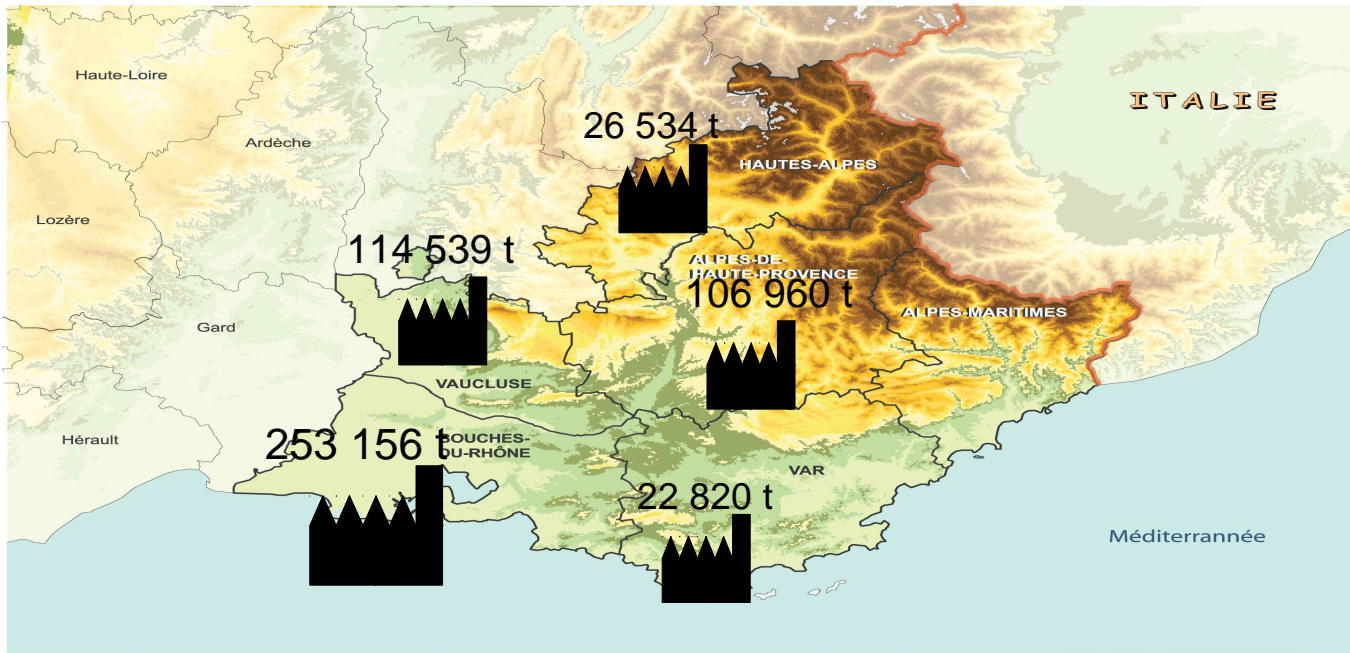 Haute-Loire
ITALIE
26 534 t
Ardèche
HAUTES-ALPES
Lozère
114 539 t
ALPES-DE-
HAUTE-PROVENCE
106 960 t
ALPES-MARITIMES
Gard
VAUCLUSE
Hérault
253 156 t
BOUCHES-
DU-RHÔNE
VAR
22 820 t
Méditerrannée